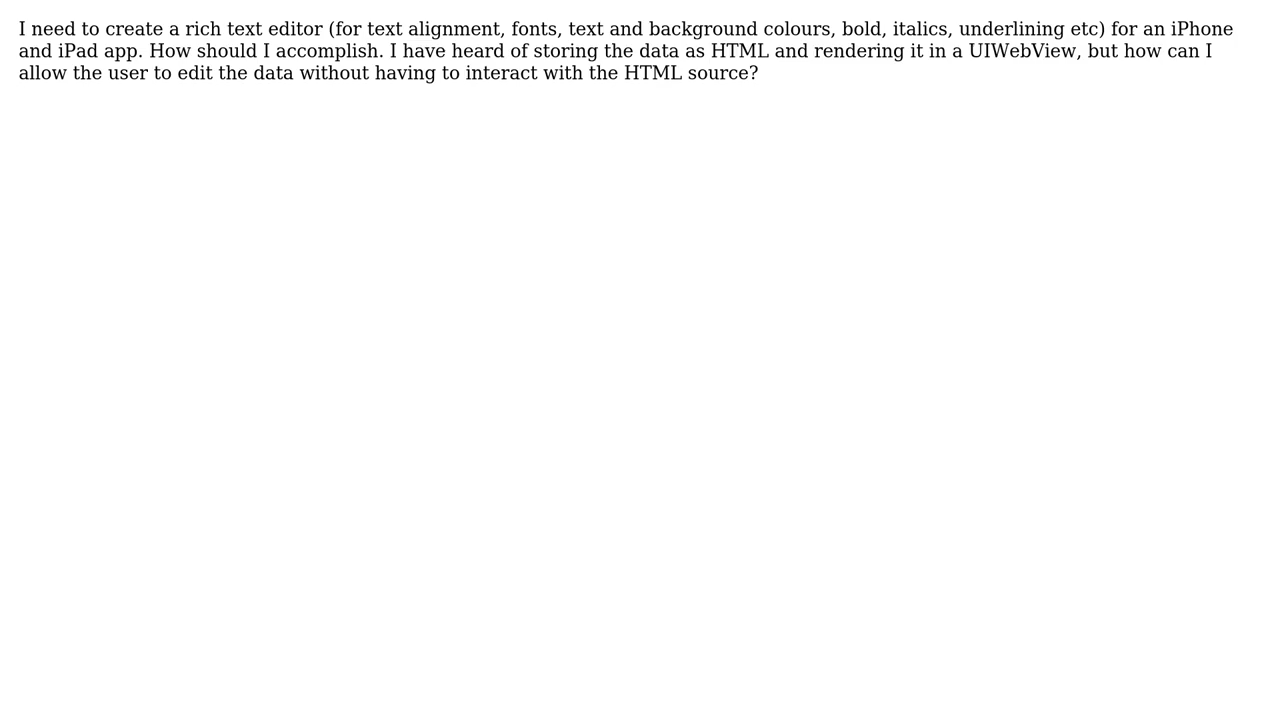 I need to create a rich text editor (for text alignment, fonts, text and background colours, bold, italics, underlining etc) for an iPhone
and iPad app. How should I accomplish. I have heard of storing the data as HTML and rendering it in a UIWebView, but how can I
allow the user to edit the data without having to interact with the HTML source?